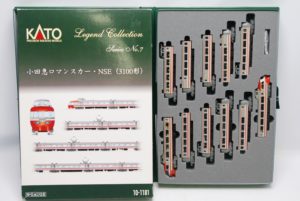 KATO
Legend Collection
Series No.7
小田急ロマンスカー・NSE(3100形)
10-1181